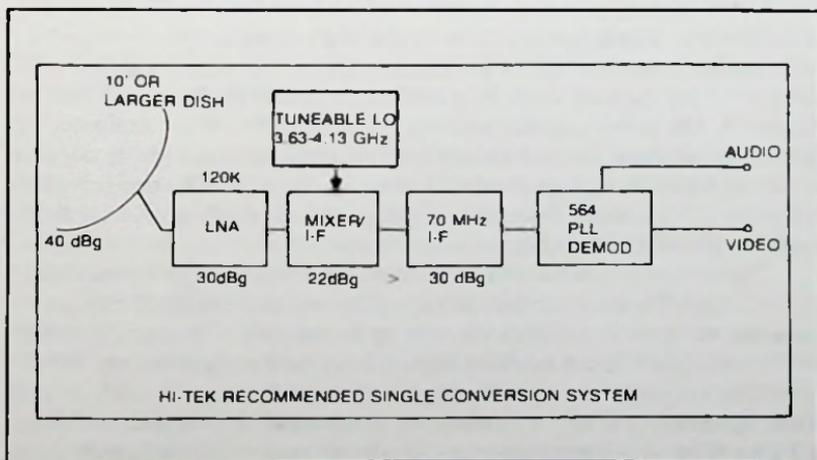 10' OR
LARGER DISH
TUNEABLE LO
3.63-4.13 GHz
AUDIO
120K
LNA
MIXER/
I-F
70 MHz
I-F
564
PLL
DEMOD
VIDEO
40 dBg
30dBg
22dBg >
30 dBg
HI-TEK RECOMMENDED SINGLE CONVERSION SYSTEM